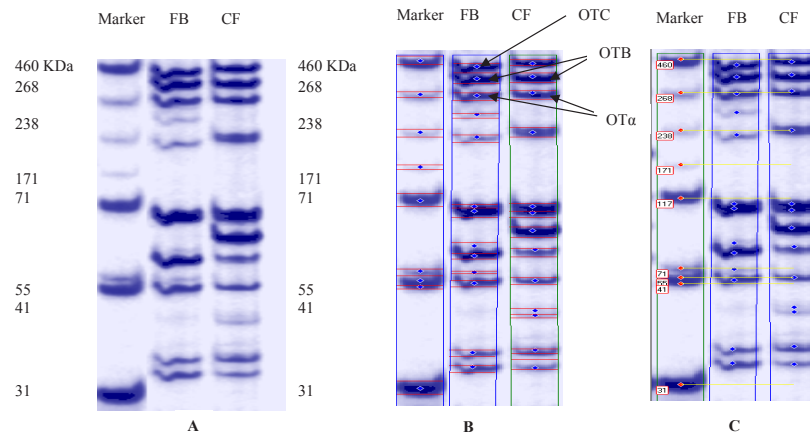 Marker FB CF
460 KDa
268
238
171
71
55
41
31
A
460 KDa
268
238
171
71
55
41
31
Marker FB CF
OTC
OTB
OTα
B
Marker FB CF
460
268
238
171
117
71
55
41
31
C